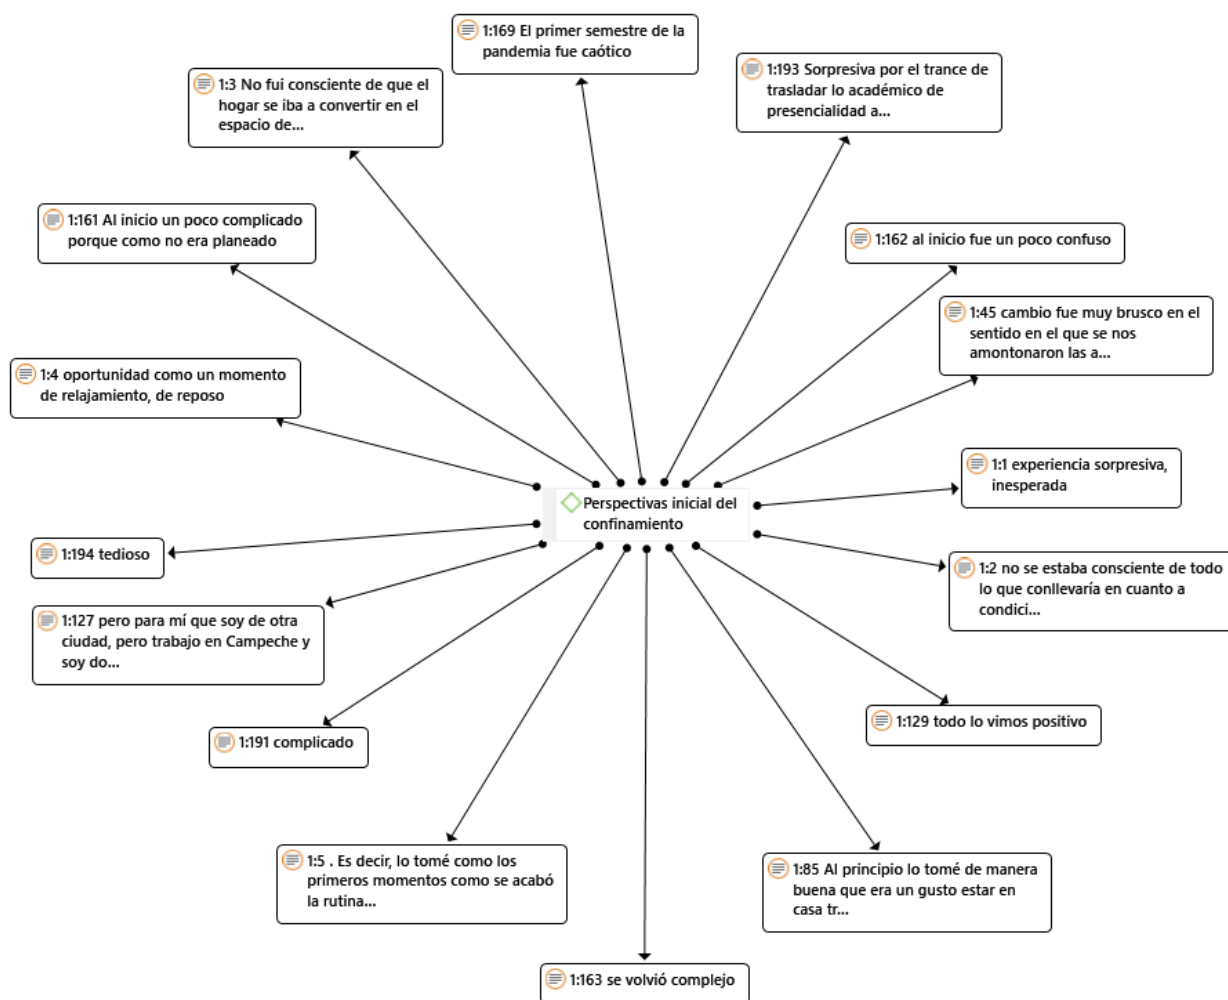 1:169 El primer semestre de la
pandemia fue caótico
1:193 Sorpresiva por el trance de
trasladar lo académico de
presencialidad a...
1:3 No fui consciente de que el
hogar se iba a convertir en el
espacio de...
1:161 Al inicio un poco complicado
porque como no era planeado
1:162 al inicio fue un poco confuso
1:45 cambio fue muy brusco en el
sentido en el que se nos
amontonaron las a...
1:4 oportunidad como un momento
de relajamiento, de reposo
1:1 experiencia sorpresiva,
inesperada
Perspectivas inicial del
confinamiento
1:194 tedioso
1:2 no se estaba consciente de todo
lo que conllevaría en cuanto a
condici...
1:127 pero para mí que soy de otra
ciudad, pero trabajo en Campeche y
soy do...
1:129 todo lo vimos positivo
1:191 complicado
1:5 . Es decir, lo tomé como los
primeros momentos como se acabó
la rutina...
1:85 Al principio lo tomé de manera
buena que era un gusto estar en
casa tr...
1:163 se volvió complejo